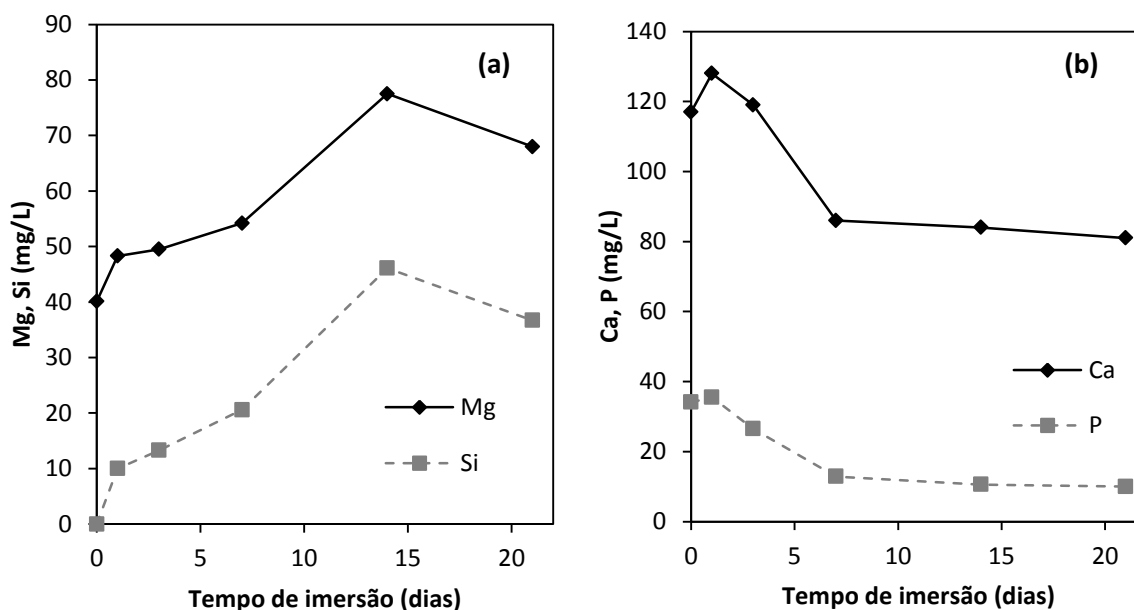 (a)
Mg, Si (mg/L)
90
80
70
60
50
40
30
20
10
0
Mg
Si
0 5 10 15 20
Tempo de imersão (dias)
(b)
Ca, P (mg/L)
140
120
100
80
60
40
20
0
Ca
P
0 5 10 15 20
Tempo de imersão (dias)